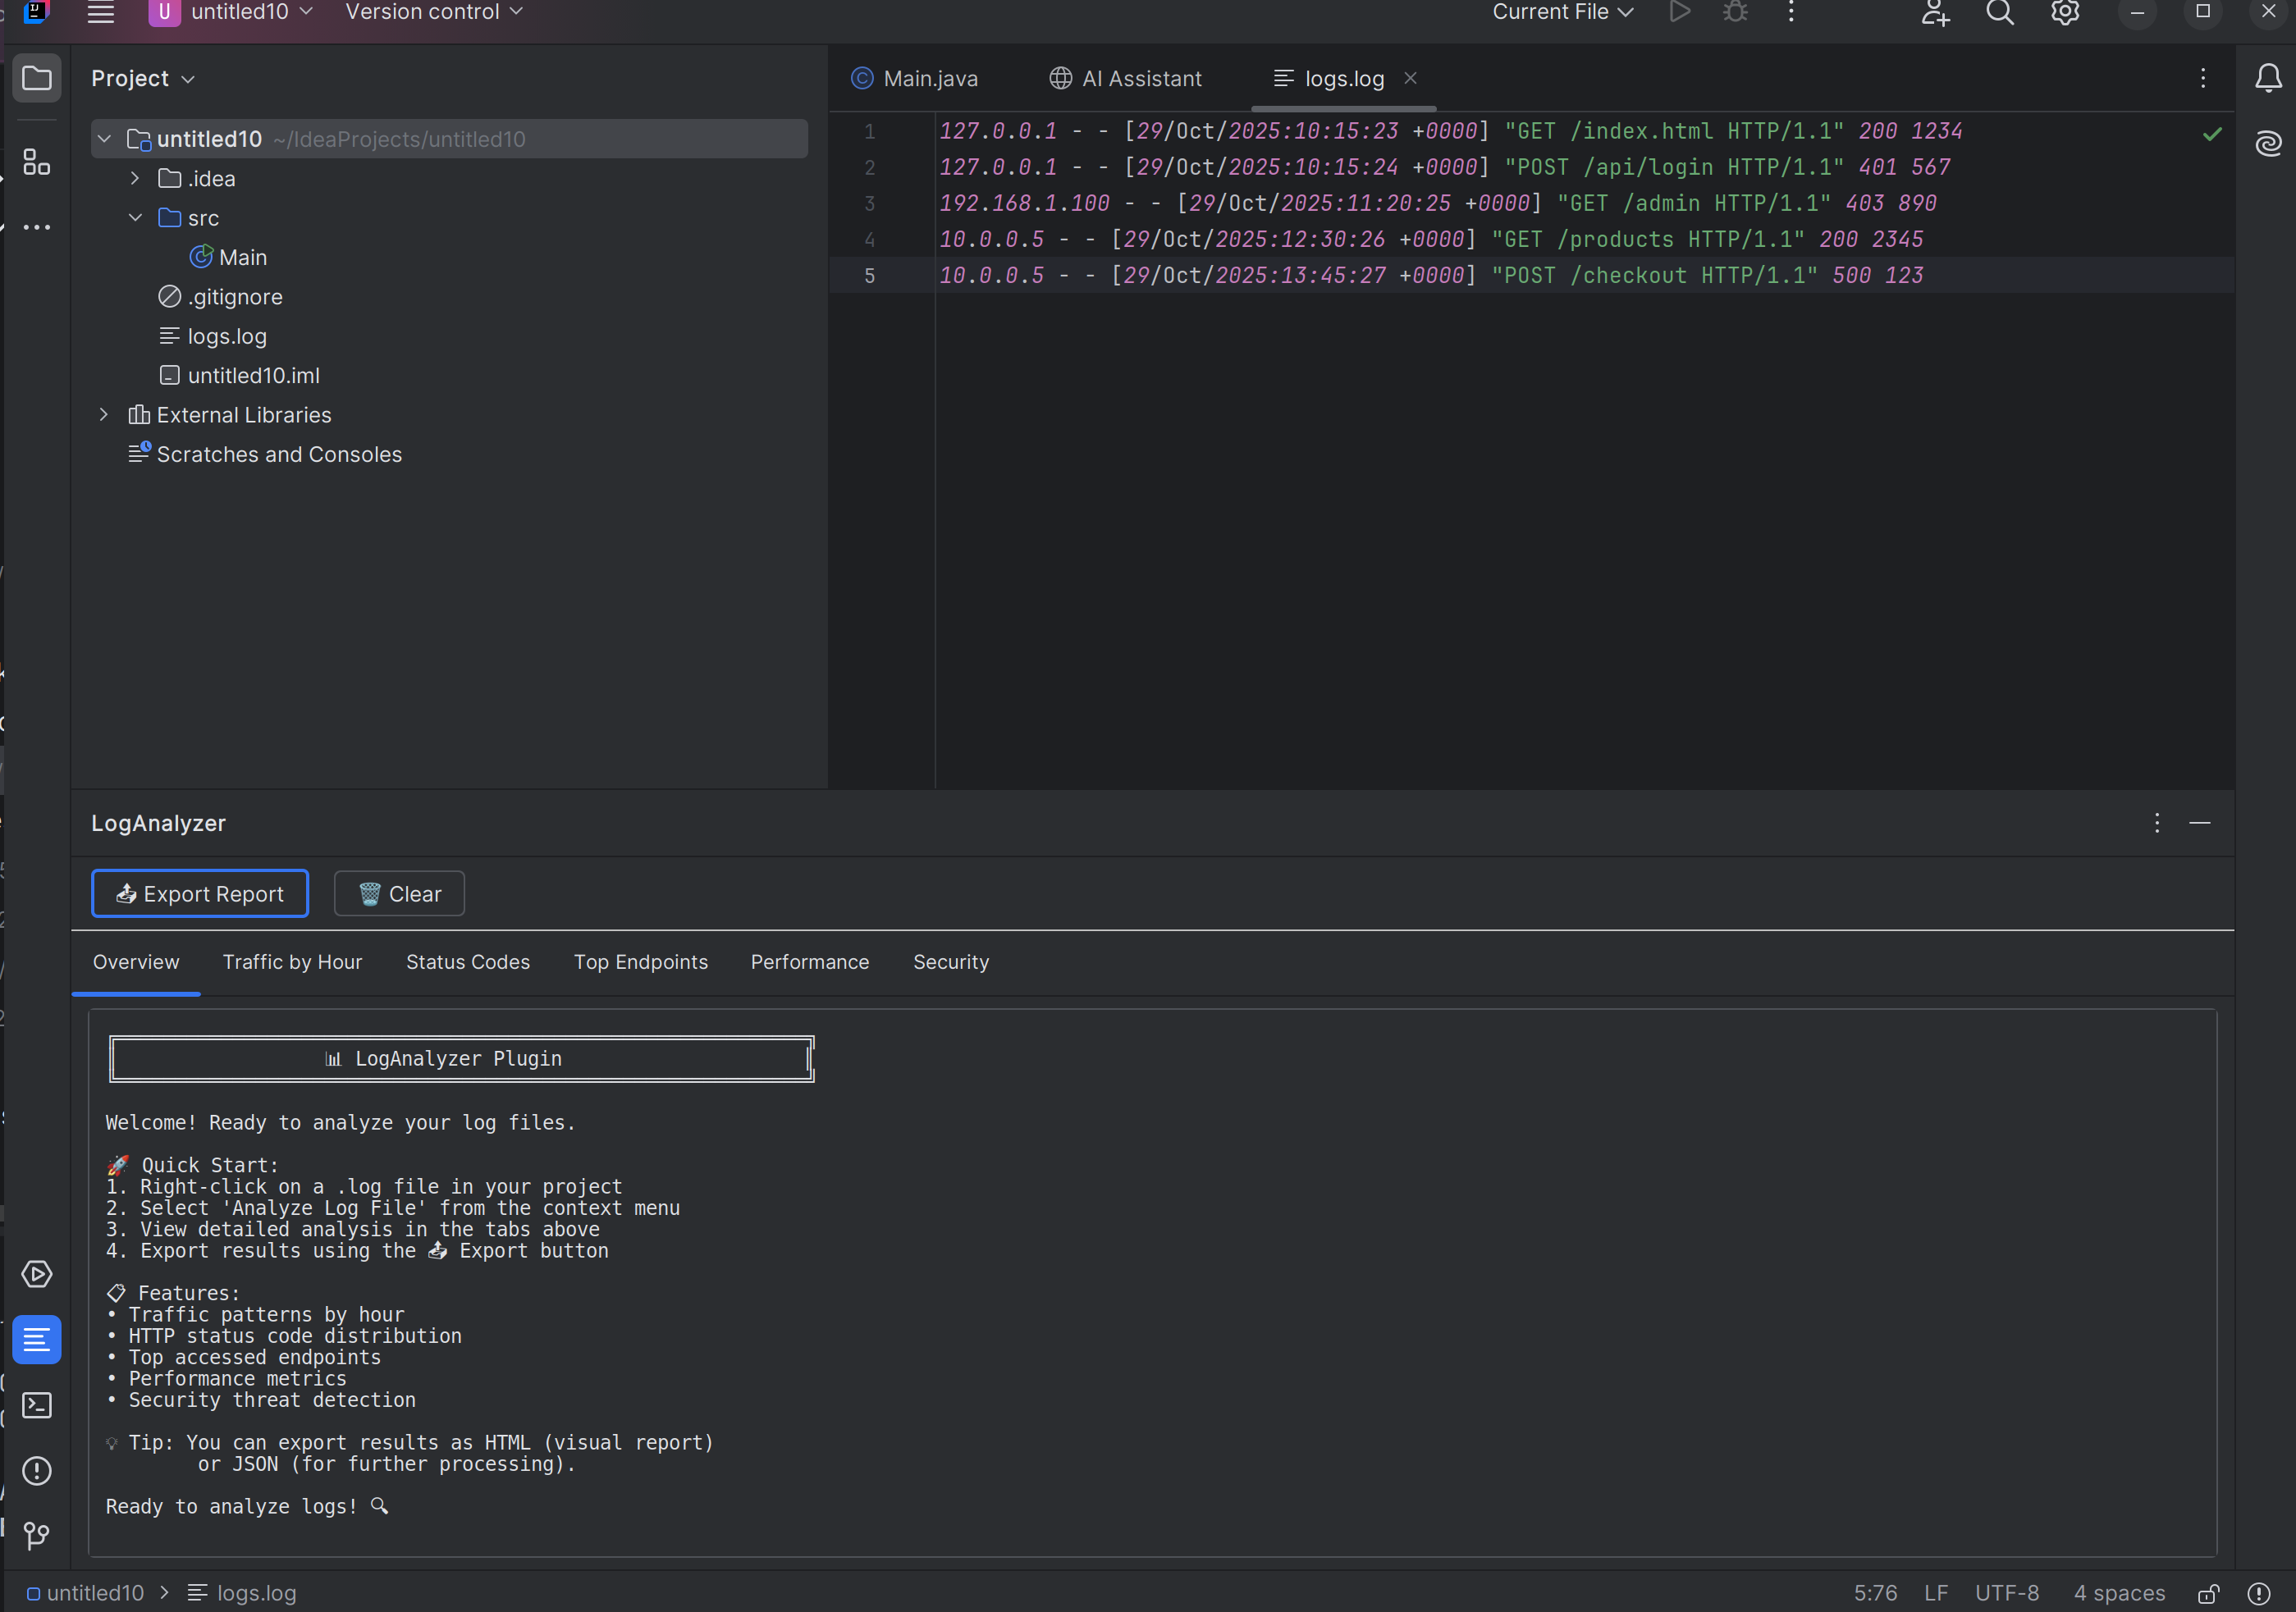 untitled10 Version control Current File
Project
untitled10 ~/IdeaProjects/untitled10
.idea
src
Main
.gitignore
logs.log
untitled10.iml
External Libraries
Scratches and Consoles
Main.java AI Assistant logs.log
1 127.0.0.1 - - [29/Oct/2025:10:15:23 +0000] "GET /index.html HTTP/1.1" 200 1234
2 127.0.0.1 - - [29/Oct/2025:10:15:24 +0000] "POST /api/login HTTP/1.1" 401 567
3 192.168.1.100 - - [29/Oct/2025:11:20:25 +0000] "GET /admin HTTP/1.1" 403 890
4 10.0.0.5 - - [29/Oct/2025:12:30:26 +0000] "GET /products HTTP/1.1" 200 2345
5 10.0.0.5 - - [29/Oct/2025:13:45:27 +0000] "POST /checkout HTTP/1.1" 500 123
LogAnalyzer
📤 Export Report 🗑️ Clear
Overview Traffic by Hour Status Codes Top Endpoints Performance Security
📊 LogAnalyzer Plugin
Welcome! Ready to analyze your log files.
🚀 Quick Start:
1. Right-click on a .log file in your project
2. Select 'Analyze Log File' from the context menu
3. View detailed analysis in the tabs above
4. Export results using the 📤 Export button
📋 Features:
• Traffic patterns by hour
• HTTP status code distribution
• Top accessed endpoints
• Performance metrics
• Security threat detection
💡 Tip: You can export results as HTML (visual report)
or JSON (for further processing).
Ready to analyze logs! 🔍
untitled10 > logs.log 5:76 LF UTF-8 4 spaces